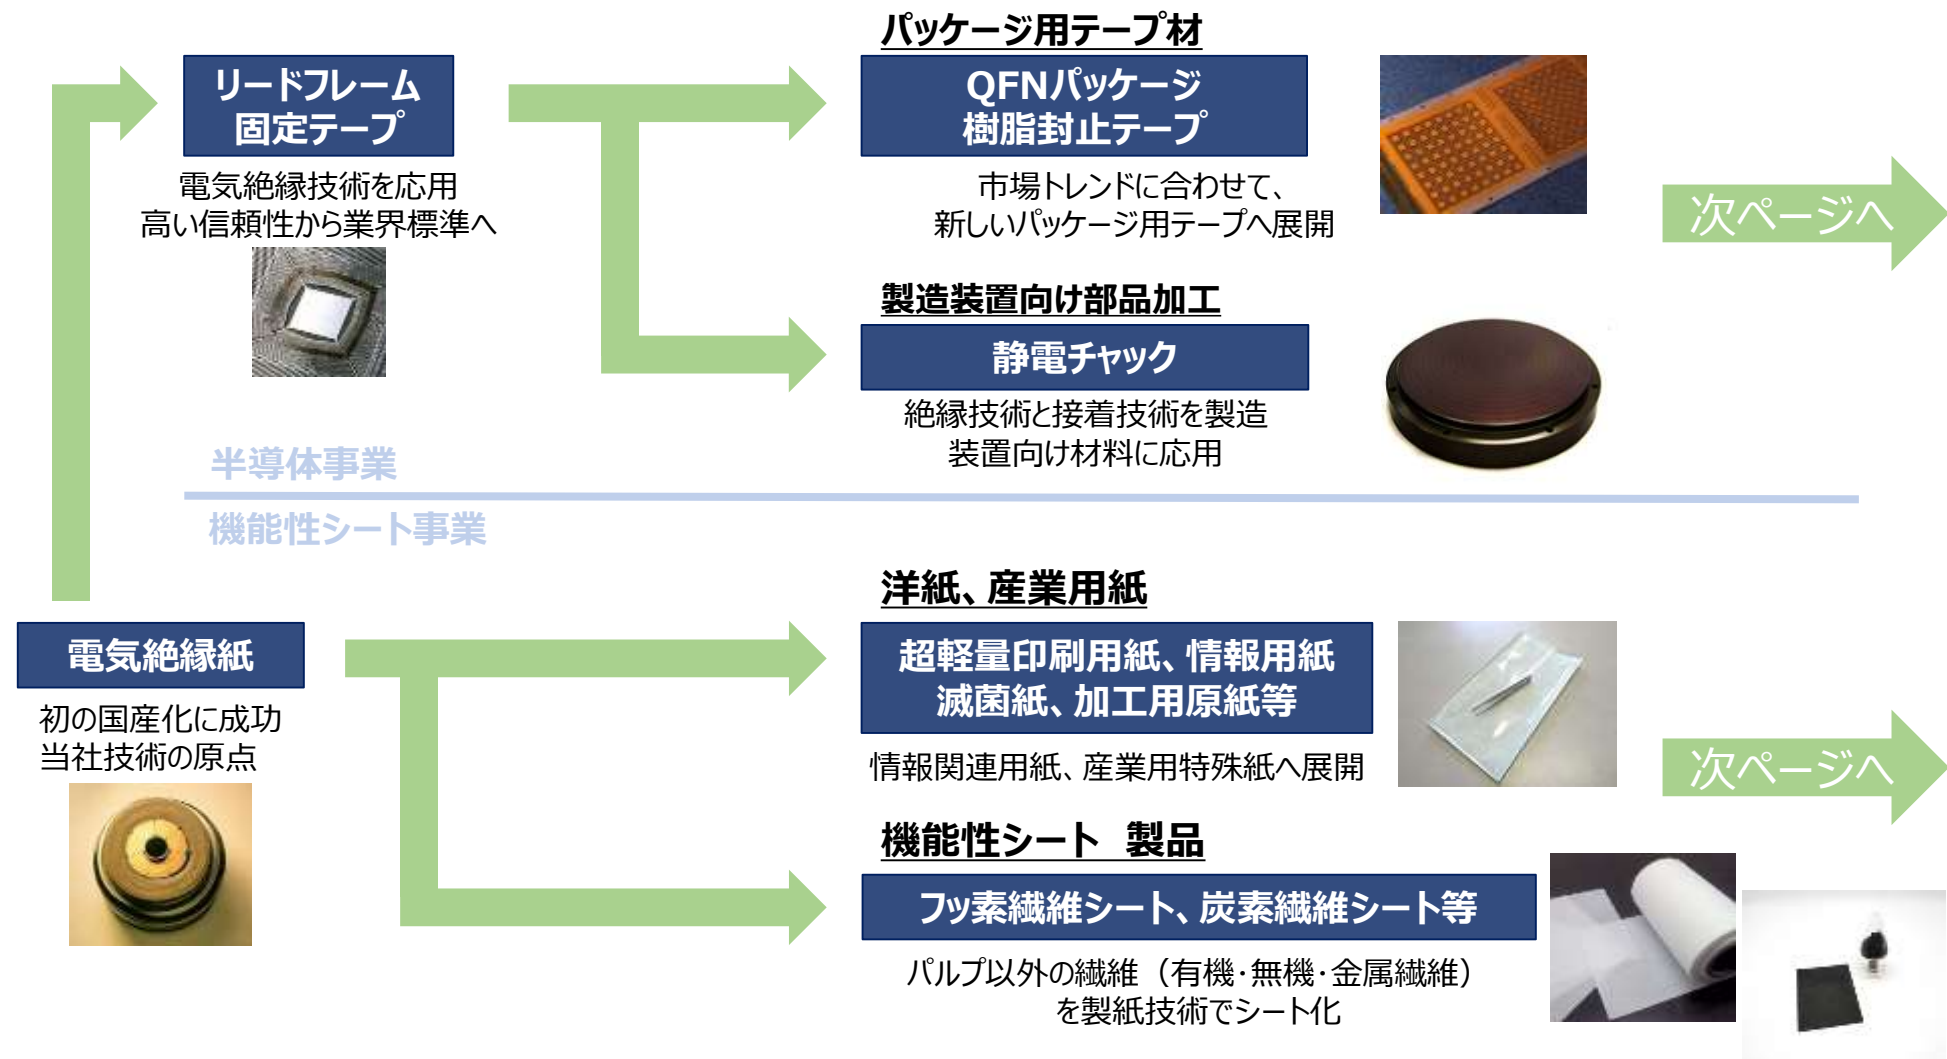 パッケージ用テープ材
リードフレーム
固定テープ
QFNパッケージ
樹脂封止テープ
電気絶縁技術を応用
高い信頼性から業界標準へ
市場トレンドに合わせて、
新しいパッケージ用テープへ展開
次ページへ
製造装置向け部品加工
静電チャック
絶縁技術と接着技術を製造
装置向け材料に応用
半導体事業
機能性シート事業
洋紙、産業用紙
電気絶縁紙
超軽量印刷用紙、情報用紙
滅菌紙、加工用原紙等
初の国産化に成功
当社技術の原点
情報関連用紙、産業用特殊紙へ展開
次ページへ
機能性シート　製品
フッ素繊維シート、炭素繊維シート等
パルプ以外の繊維（有機・無機・金属繊維）
を製紙技術でシート化